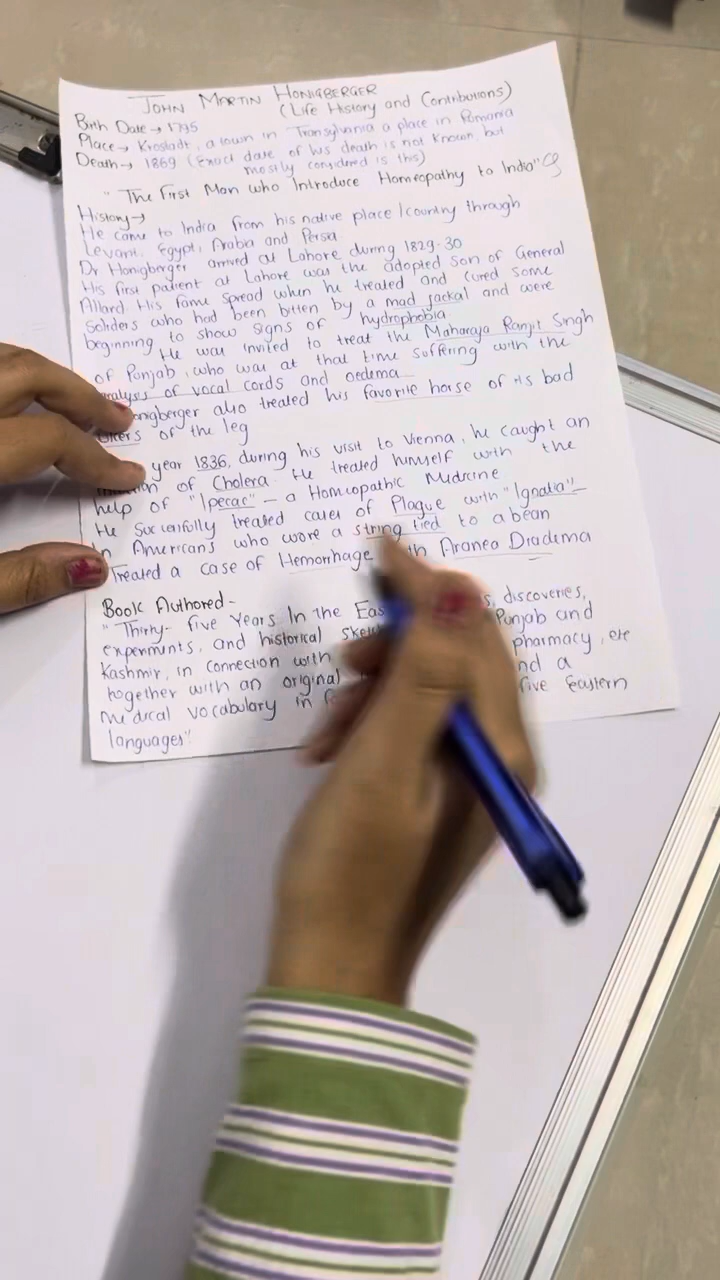 JOHN MARTIN HONIGBERGER
(Life History and Contributions)
Birth Date → 1795
Place → Kronstadt, a town in Transylvania a place in Romania
Death → 1869 (Exact date of his death is not known, but
mostly considered is this)
"The First Man who Introduce Homeopathy to India"
History →
He came to India from his native place/country through
Levant, Egypt, Arabia and Persia
Dr Honigberger arrived at Lahore during 1829-30
His first patient at Lahore was the adopted son of General
Allard. His fame spread when he treated and cured some
Soliders who had been bitten by a mad jackal and were
beginning to show signs of hydrophobia.
He was invited to treat the Maharaja Ranjit Singh
of Punjab, who was at that time suffering with the
of vocal cords and oedema
also treated his favorite horse of its bad
of the leg
year 1836, during his visit to Vienna, he caught an
of Cholera. He treated himself with the
help of "Ipecac" - a Homeopathic Midicine
He succenfully treated cases of Plague with "Ignatia"
In Americans who wore a string tied to a bean
Treated a case of Hemorrhage Aranea Diadema
Book Authored -
"Thirty- five Years In the discoveries,
experiments, and historical Punjab and
Kashmir, in connection with pharmacy, etc
together with an original a
Medical vocabulary in five Eastern
languages"